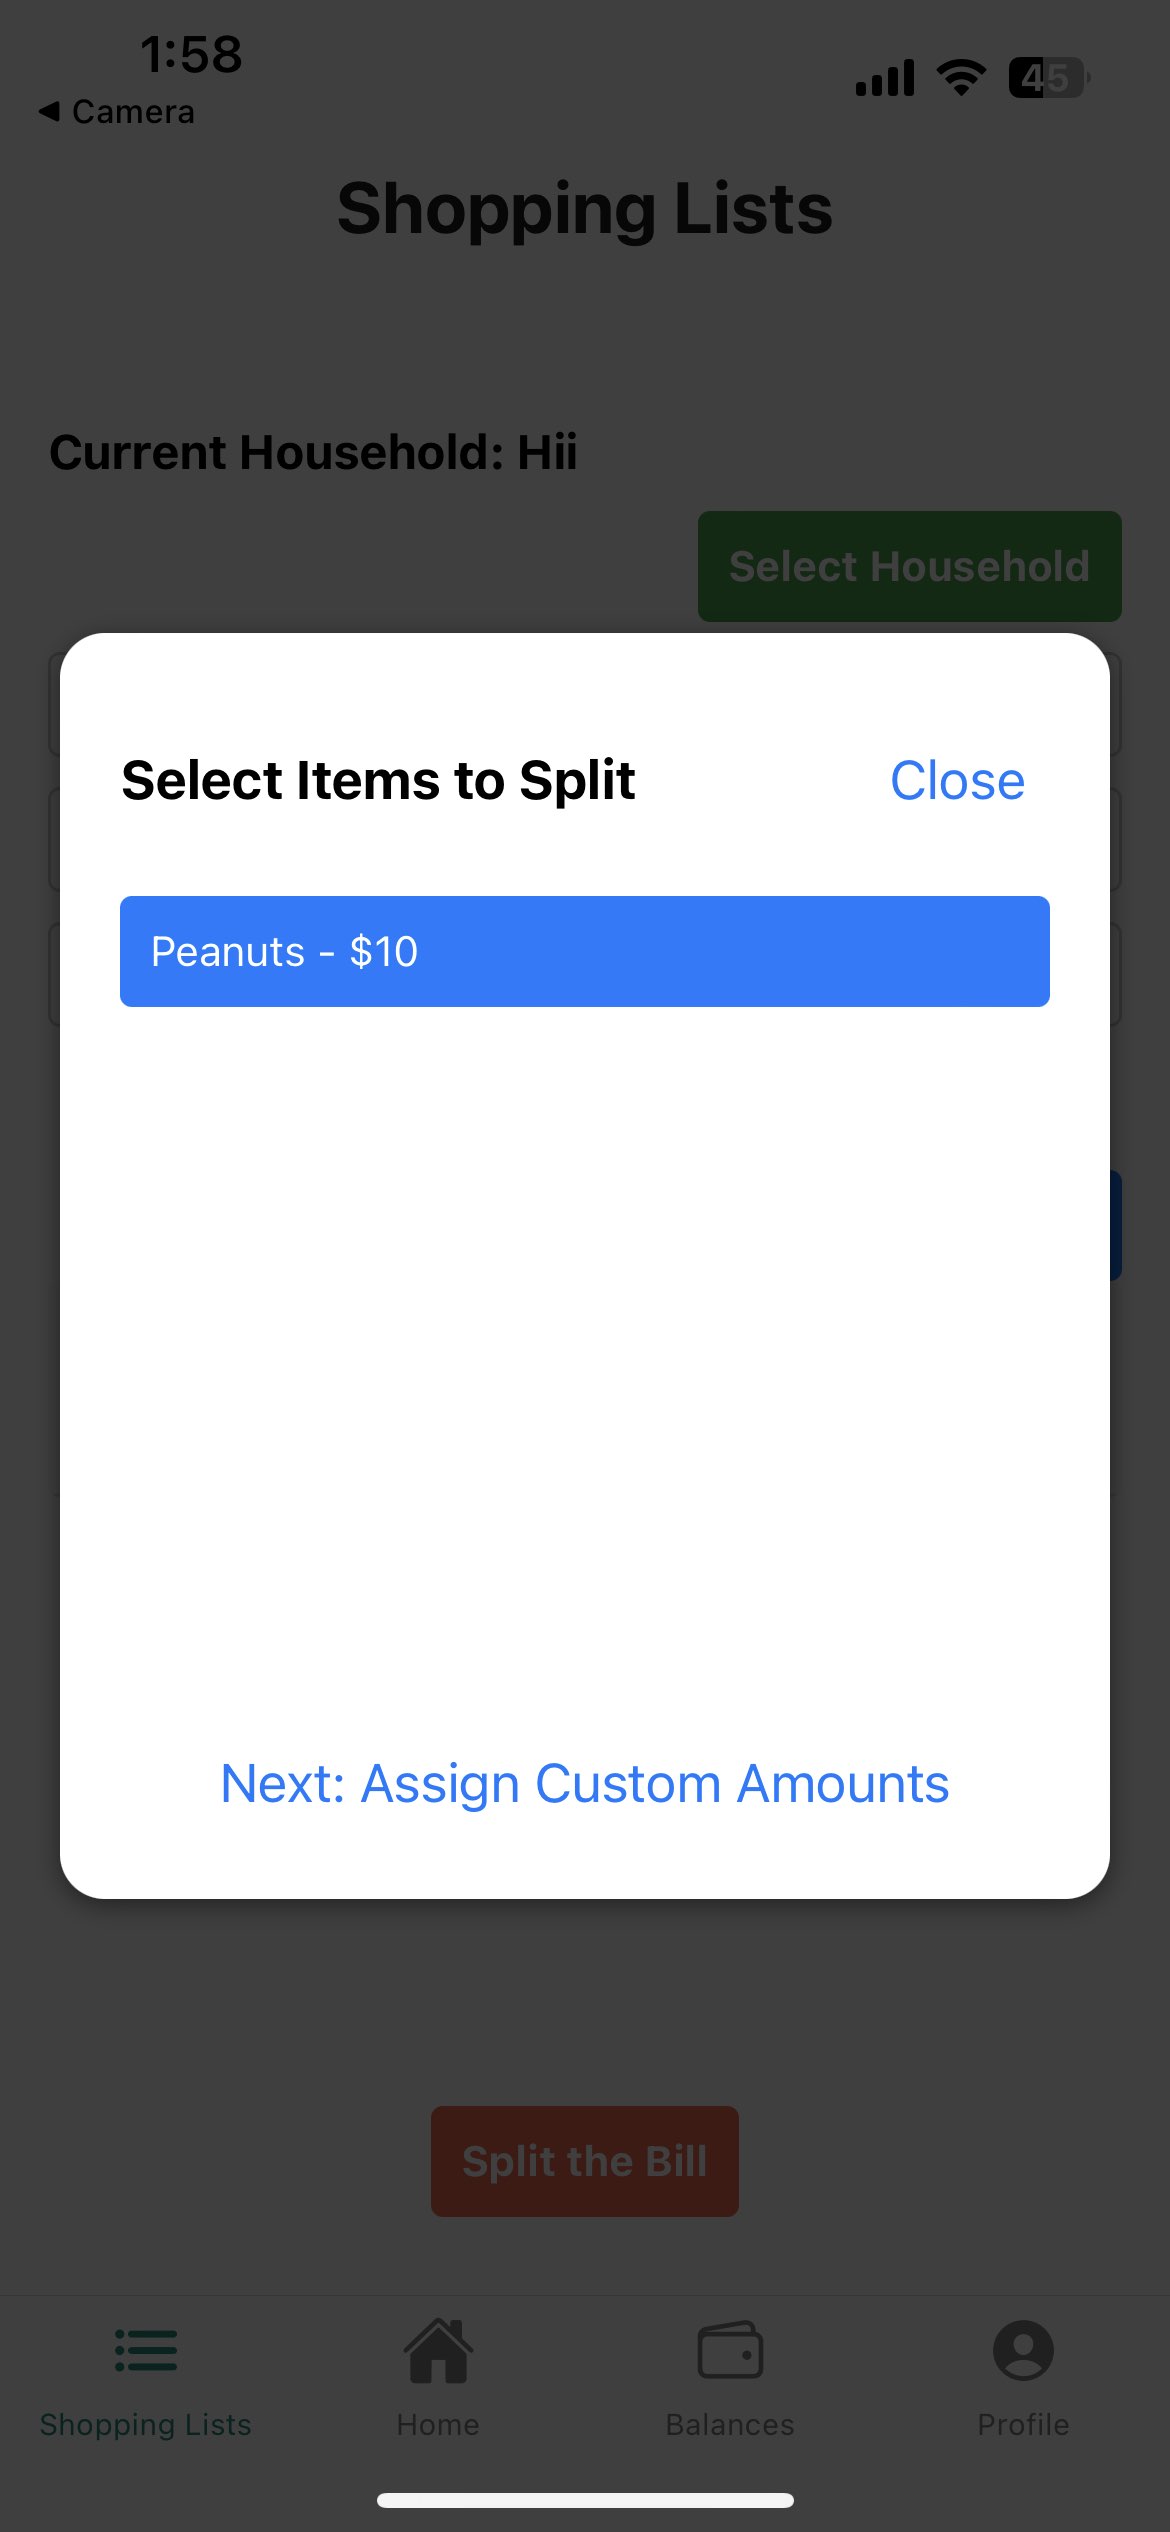 1:58
45
Camera
Shopping Lists
Current Household: Hii
Select Household
Select Items to Split
Close
Peanuts - $10
Next: Assign Custom Amounts
Split the Bill
Shopping Lists
Home
Balances
Profile